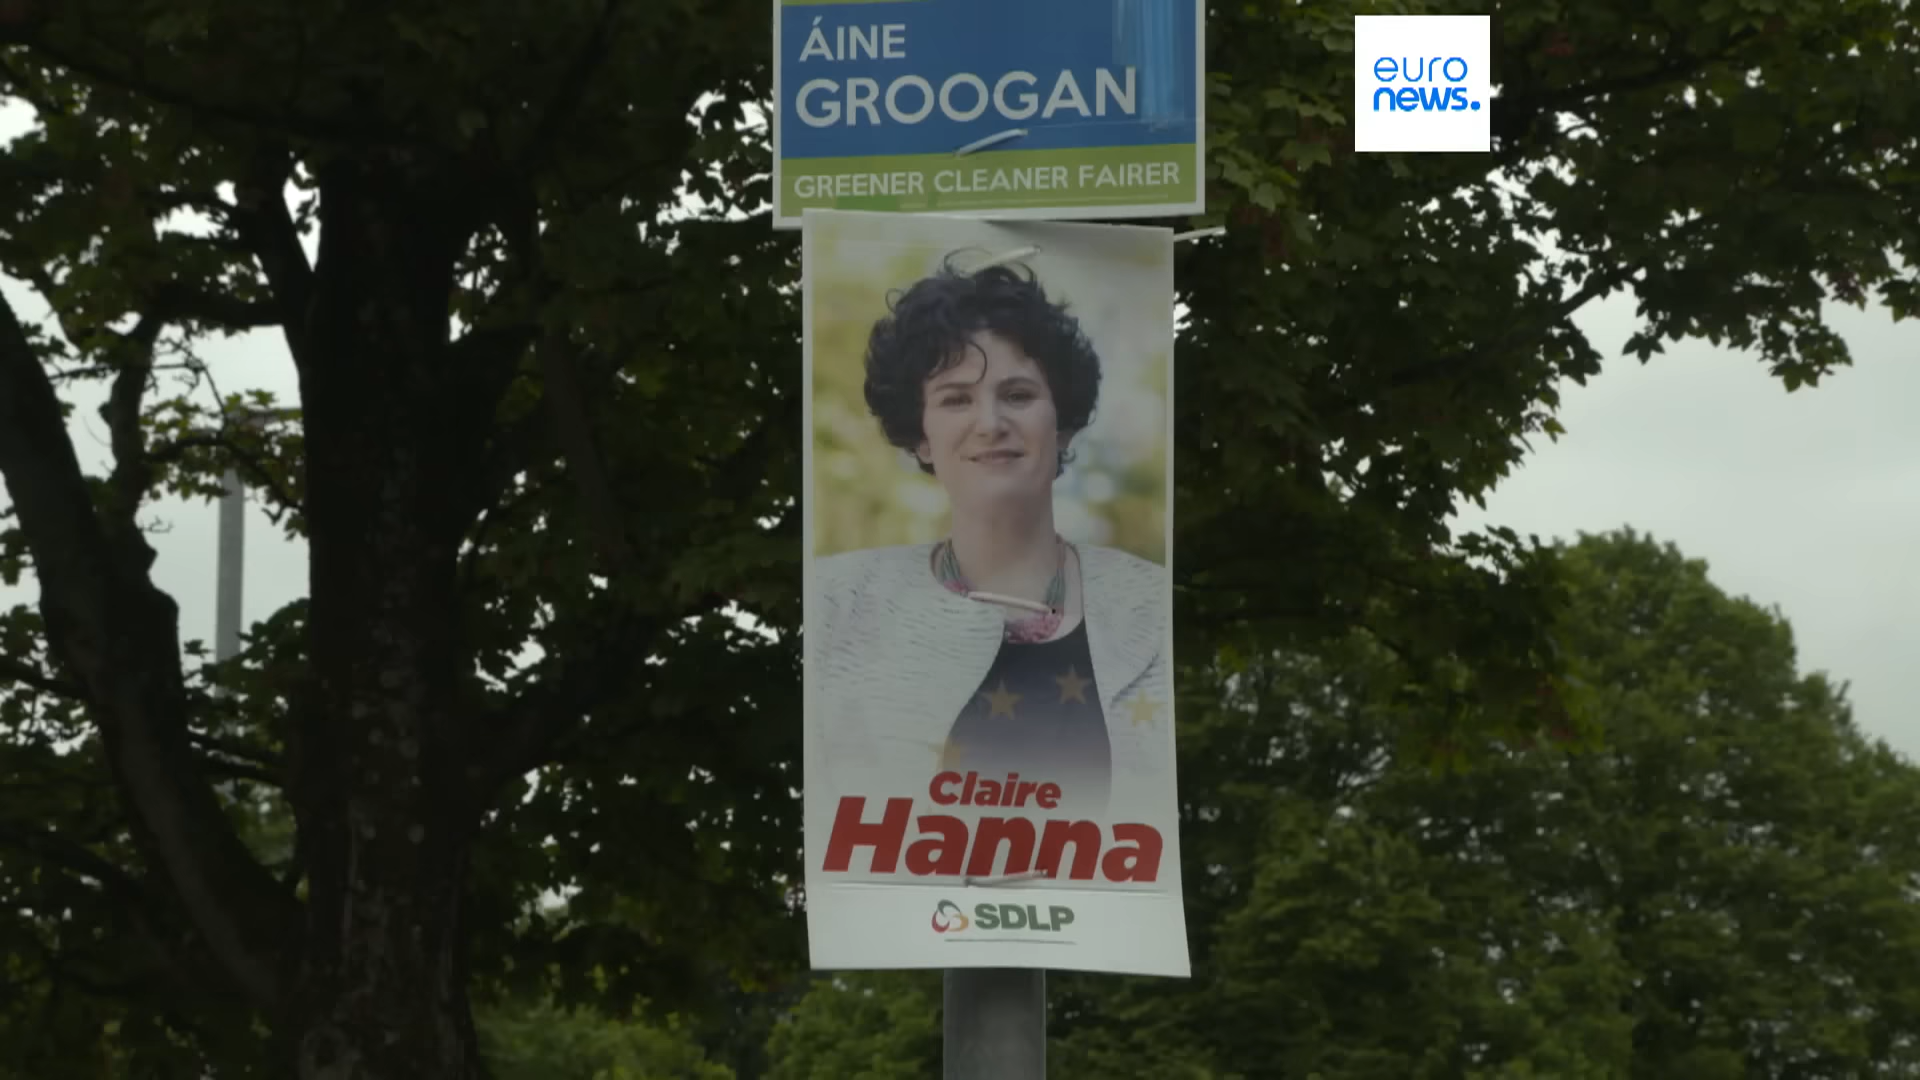 ÁINE
GROOGAN
GREENER CLEANER FAIRER
euro
news.
Claire
Hanna
SDLP